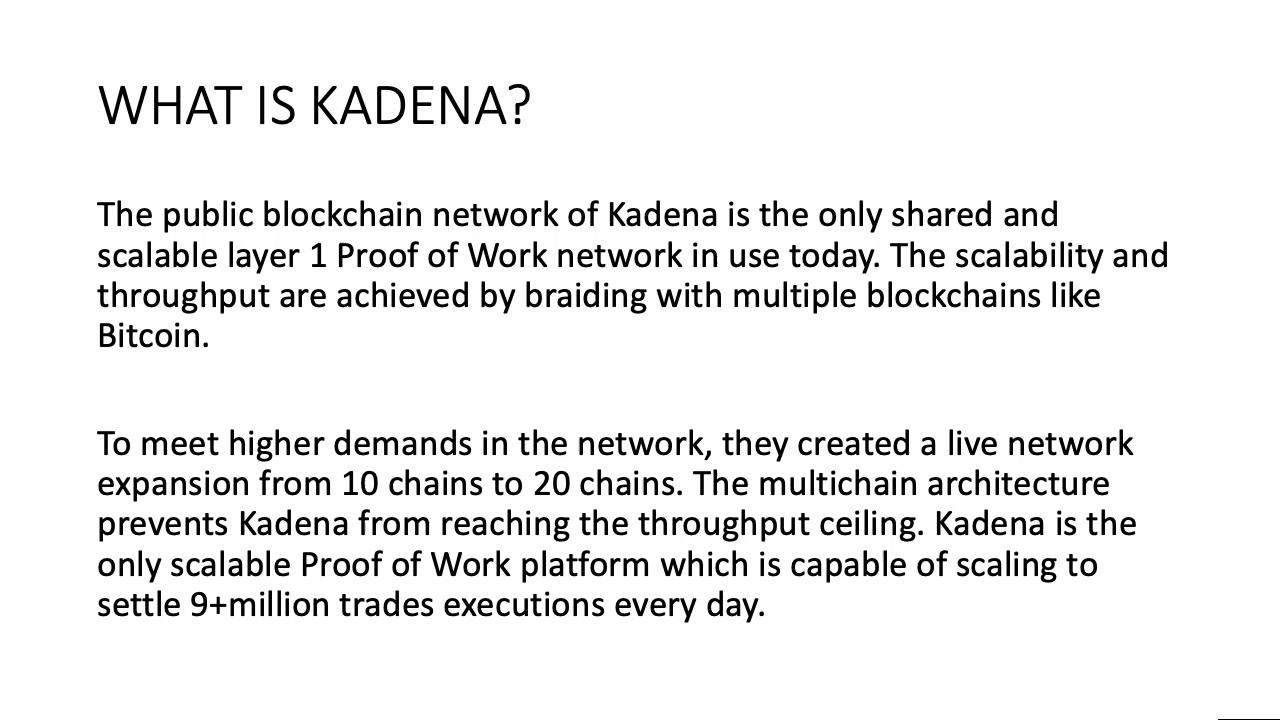 WHAT IS KADENA?
The public blockchain network of Kadena is the only shared and
scalable layer 1 Proof of Work network in use today. The scalability and
throughput are achieved by braiding with multiple blockchains like
Bitcoin.
To meet higher demands in the network, they created a live network
expansion from 10 chains to 20 chains. The multichain architecture
prevents Kadena from reaching the throughput ceiling. Kadena is the
only scalable Proof of Work platform which is capable of scaling to
settle 9+million trades executions every day.